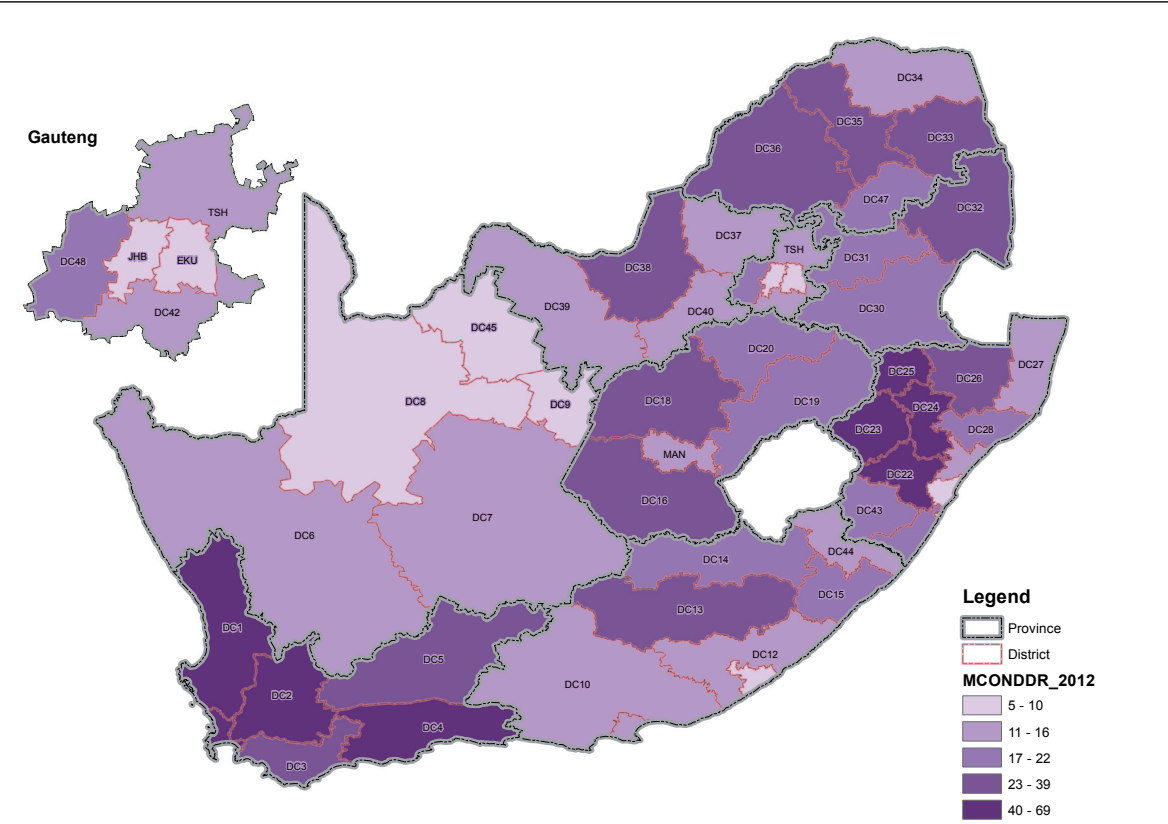 Gauteng
TSH
DC48
JHB
EKU
DC42
DC34
DC35
DC33
DC36
DC47
DC32
DC37
TSH
DC31
DC38
DC39
DC40
DC30
DC45
DC20
DC25
DC26
DC27
DC8
DC9
DC18
DC19
DC24
DC23
DC28
MAN
DC22
DC16
DC43
DC7
DC6
DC44
DC14
DC15
DC13
DC1
DC12
DC5
DC10
DC2
DC4
DC3
Legend
Province
District
MCONDDR_2012
5 - 10
11 - 16
17 - 22
23 - 39
40 - 69